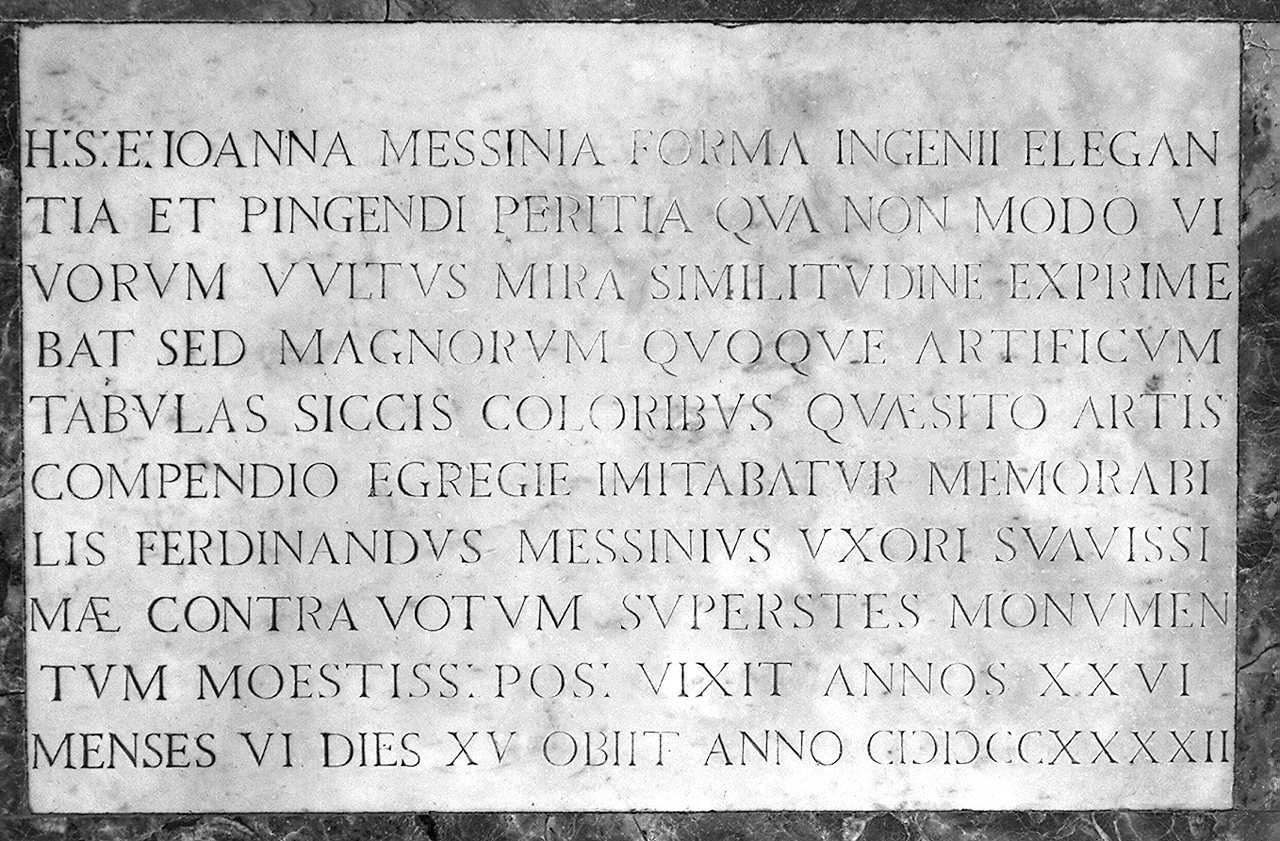 H∴S∴E∴IOANNA MESSINIA FORMA INGENII ELEGAN
TIA ET PINGENDI PERITIA QVA NON MODO VI
VORVM VVLTVS MIRA SIMILITVDINE EXPRIME
BAT SED MAGNORVM QVOQVE ARTIFICVM
TABVLAS SICCIS COLORIBVS QVÆSITO ARTIS
COMPENDIO EGREGIE IMITABATVR MEMORABI
LIS FERDINANDVS MESSINIVS VXORI SVAVISSI
MÆ CONTRA VOTVM SVPERSTES MONVMEN
TVM MOESTISS∴ POS∴ VIXIT ANNOS XXVI
MENSES VI DIES XV OBIIT ANNO CIƆIƆCCXXXXII